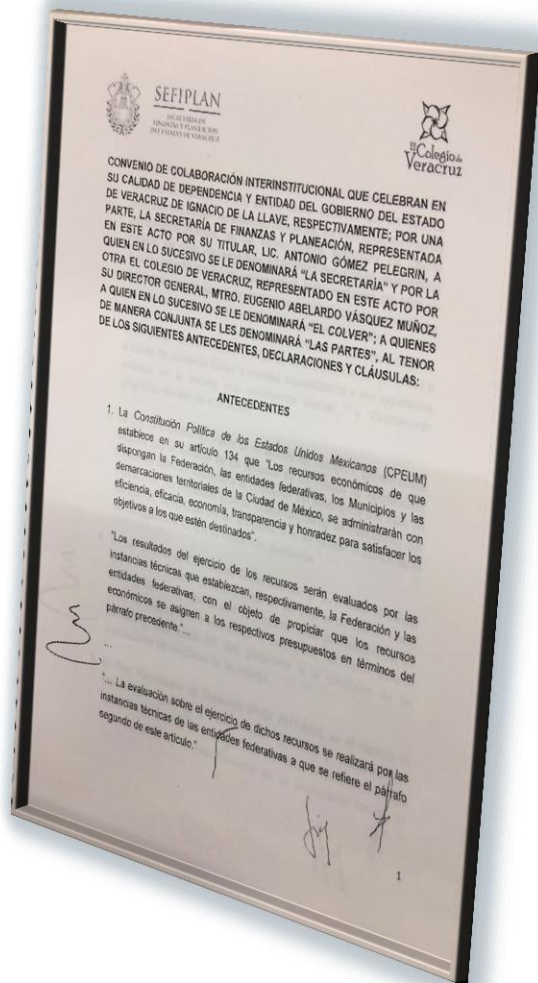 SEFIPLAN
SECRETARÍA DE
FINANZAS Y PLANEACIÓN
DEL ESTADO DE VERACRUZ
El Colegio de
Veracruz
CONVENIO DE COLABORACIÓN INTERINSTITUCIONAL QUE CELEBRAN EN
SU CALIDAD DE DEPENDENCIA Y ENTIDAD DEL GOBIERNO DEL ESTADO
DE VERACRUZ DE IGNACIO DE LA LLAVE, RESPECTIVAMENTE; POR UNA
PARTE, LA SECRETARÍA DE FINANZAS Y PLANEACIÓN, REPRESENTADA
EN ESTE ACTO POR SU TITULAR, LIC. ANTONIO GÓMEZ PELEGRIN, A
QUIEN EN LO SUCESIVO SE LE DENOMINARÁ "LA SECRETARÍA" Y POR LA
OTRA EL COLEGIO DE VERACRUZ, REPRESENTADO EN ESTE ACTO POR
SU DIRECTOR GENERAL, MTRO. EUGENIO ABELARDO VÁSQUEZ MUÑOZ,
A QUIEN EN LO SUCESIVO SE LE DENOMINARÁ "EL COLVER"; A QUIENES
DE MANERA CONJUNTA SE LES DENOMINARÁ "LAS PARTES", AL TENOR
DE LOS SIGUIENTES ANTECEDENTES, DECLARACIONES Y CLÁUSULAS:
ANTECEDENTES
1. La Constitución Política de los Estados Unidos Mexicanos (CPEUM)
establece en su artículo 134 que "Los recursos económicos de que
dispongan la Federación, las entidades federativas, los Municipios y las
demarcaciones territoriales de la Ciudad de México, se administrarán con
eficiencia, eficacia, economía, transparencia y honradez para satisfacer los
objetivos a los que estén destinados".
"Los resultados del ejercicio de los recursos serán evaluados por las
instancias técnicas que establezcan, respectivamente, la Federación y las
entidades federativas, con el objeto de propiciar que los recursos
económicos se asignen a los respectivos presupuestos en términos del
párrafo precedente."...
...
"... La evaluación sobre el ejercicio de dichos recursos se realizará por las
instancias técnicas de las entidades federativas a que se refiere el párrafo
segundo de este artículo."
1